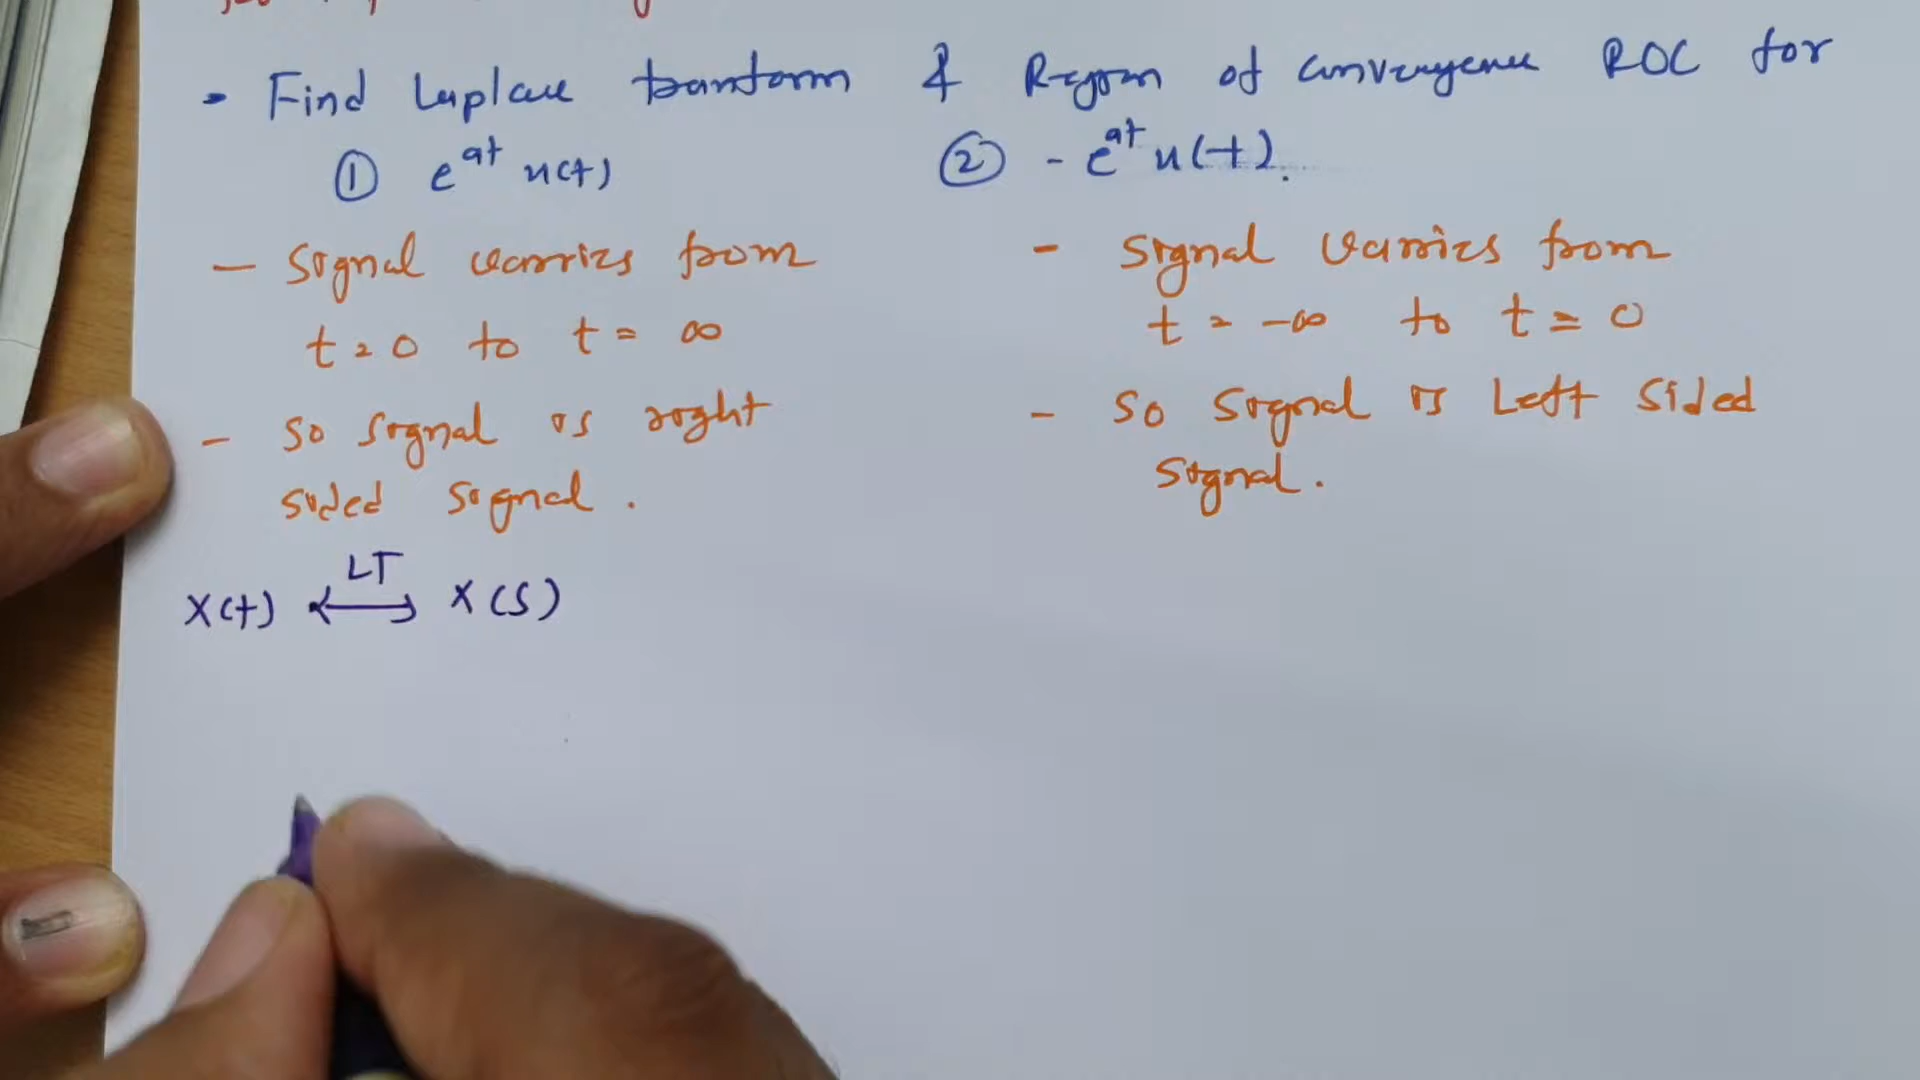 - Find Laplace transform & Region of convergence ROC for
① e^at u(t) ② - e^at u(-t).
- Signal varries from
t = 0 to t = ∞
- So signal is right
sided signal.
- Signal varries from
t = -∞ to t = 0
- So signal is Left sided
signal.
X(t) LT X(s)